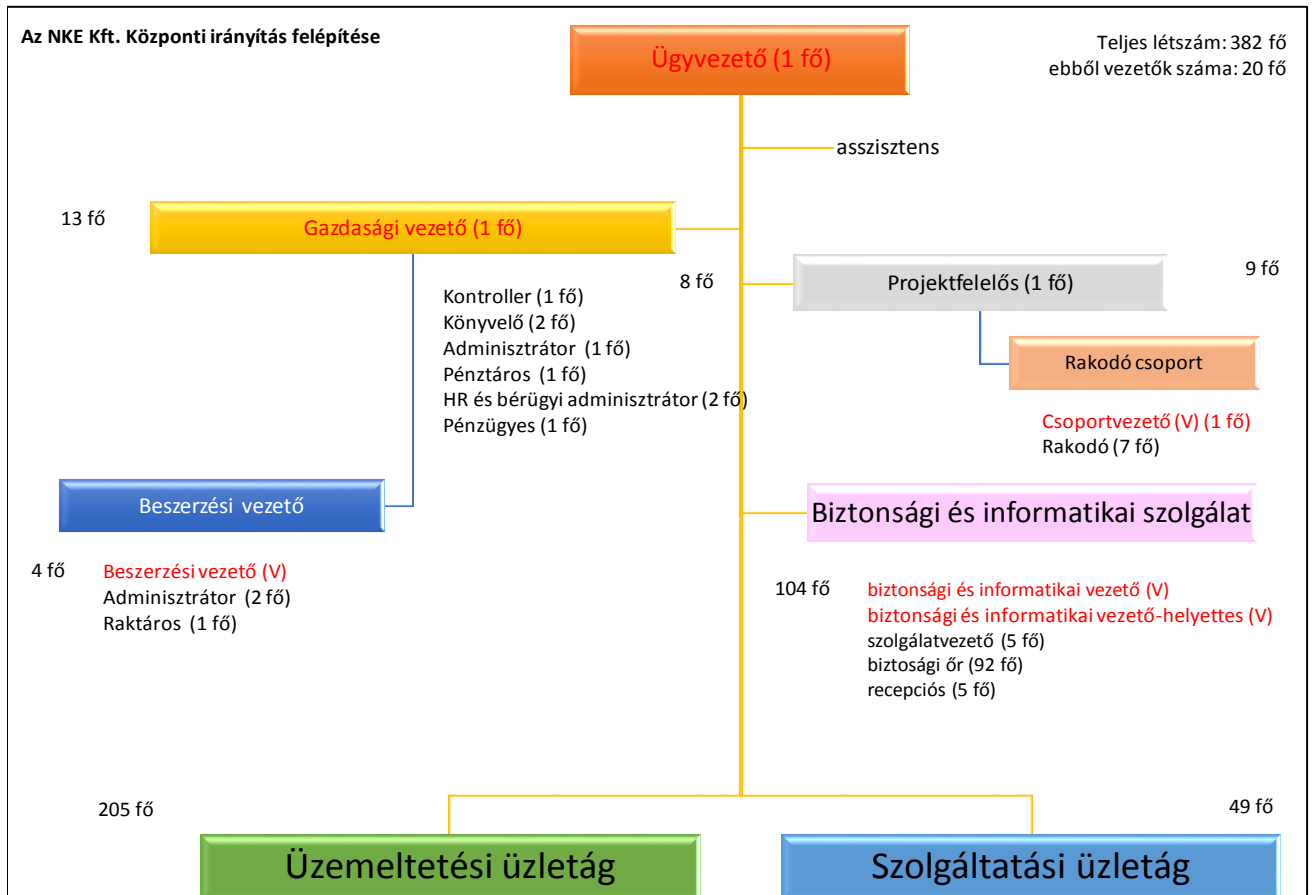 Az NKE Kft. Központi irányítás felépítése
Ügyvezető (1 fő)
Teljes létszám: 382 fő
ebből vezetők száma: 20 fő
asszisztens
13 fő
Gazdasági vezető (1 fő)
8 fő
Kontroller (1 fő)
Könyvelő (2 fő)
Adminisztrátor (1 fő)
Pénztáros (1 fő)
HR és bérügyi adminisztrátor (2 fő)
Pénzügyes (1 fő)
Projektfelelős (1 fő)
9 fő
Rakodó csoport
Csoportvezető (V) (1 fő)
Rakodó (7 fő)
Beszerzési vezető
4 fő
Beszerzési vezető (V)
Adminisztrátor (2 fő)
Raktáros (1 fő)
Biztonsági és informatikai szolgálat
104 fő
biztonsági és informatikai vezető (V)
biztonsági és informatikai vezető-helyettes (V)
szolgálatvezető (5 fő)
biztosági őr (92 fő)
recepciós (5 fő)
205 fő
Üzemeltetési üzletág
49 fő
Szolgáltatási üzletág